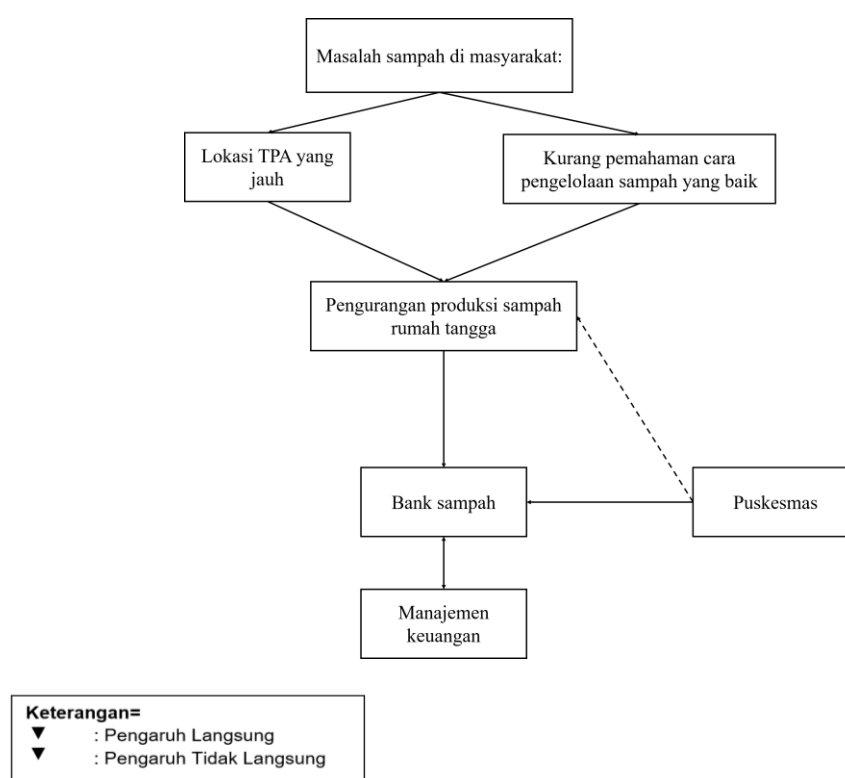 Masalah sampah di masyarakat:
Lokasi TPA yang
jauh
Kurang pemahaman cara
pengelolaan sampah yang baik
Pengurangan produksi sampah
rumah tangga
Bank sampah
Puskesmas
Manajemen
keuangan
Keterangan=
▼ : Pengaruh Langsung
▼ : Pengaruh Tidak Langsung